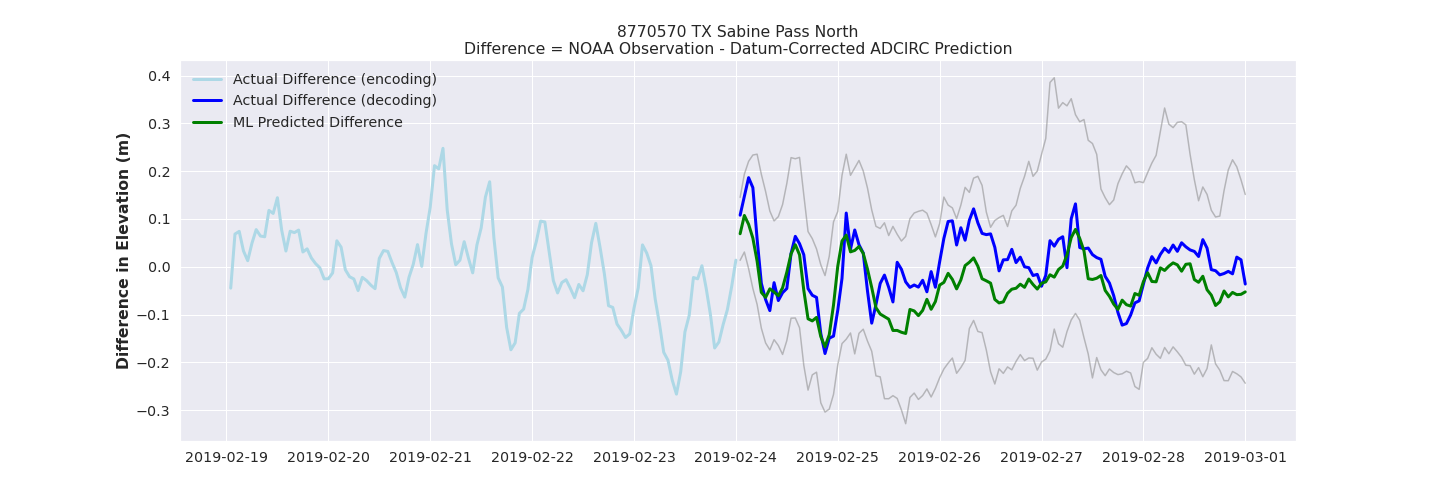 8770570 TX Sabine Pass North
Difference = NOAA Observation - Datum-Corrected ADCIRC Prediction
Actual Difference (encoding)
Actual Difference (decoding)
ML Predicted Difference
Difference in Elevation (m)
0.4
0.3
0.2
0.1
0.0
−0.1
−0.2
−0.3
2019-02-19 2019-02-20 2019-02-21 2019-02-22 2019-02-23 2019-02-24 2019-02-25 2019-02-26 2019-02-27 2019-02-28 2019-03-01